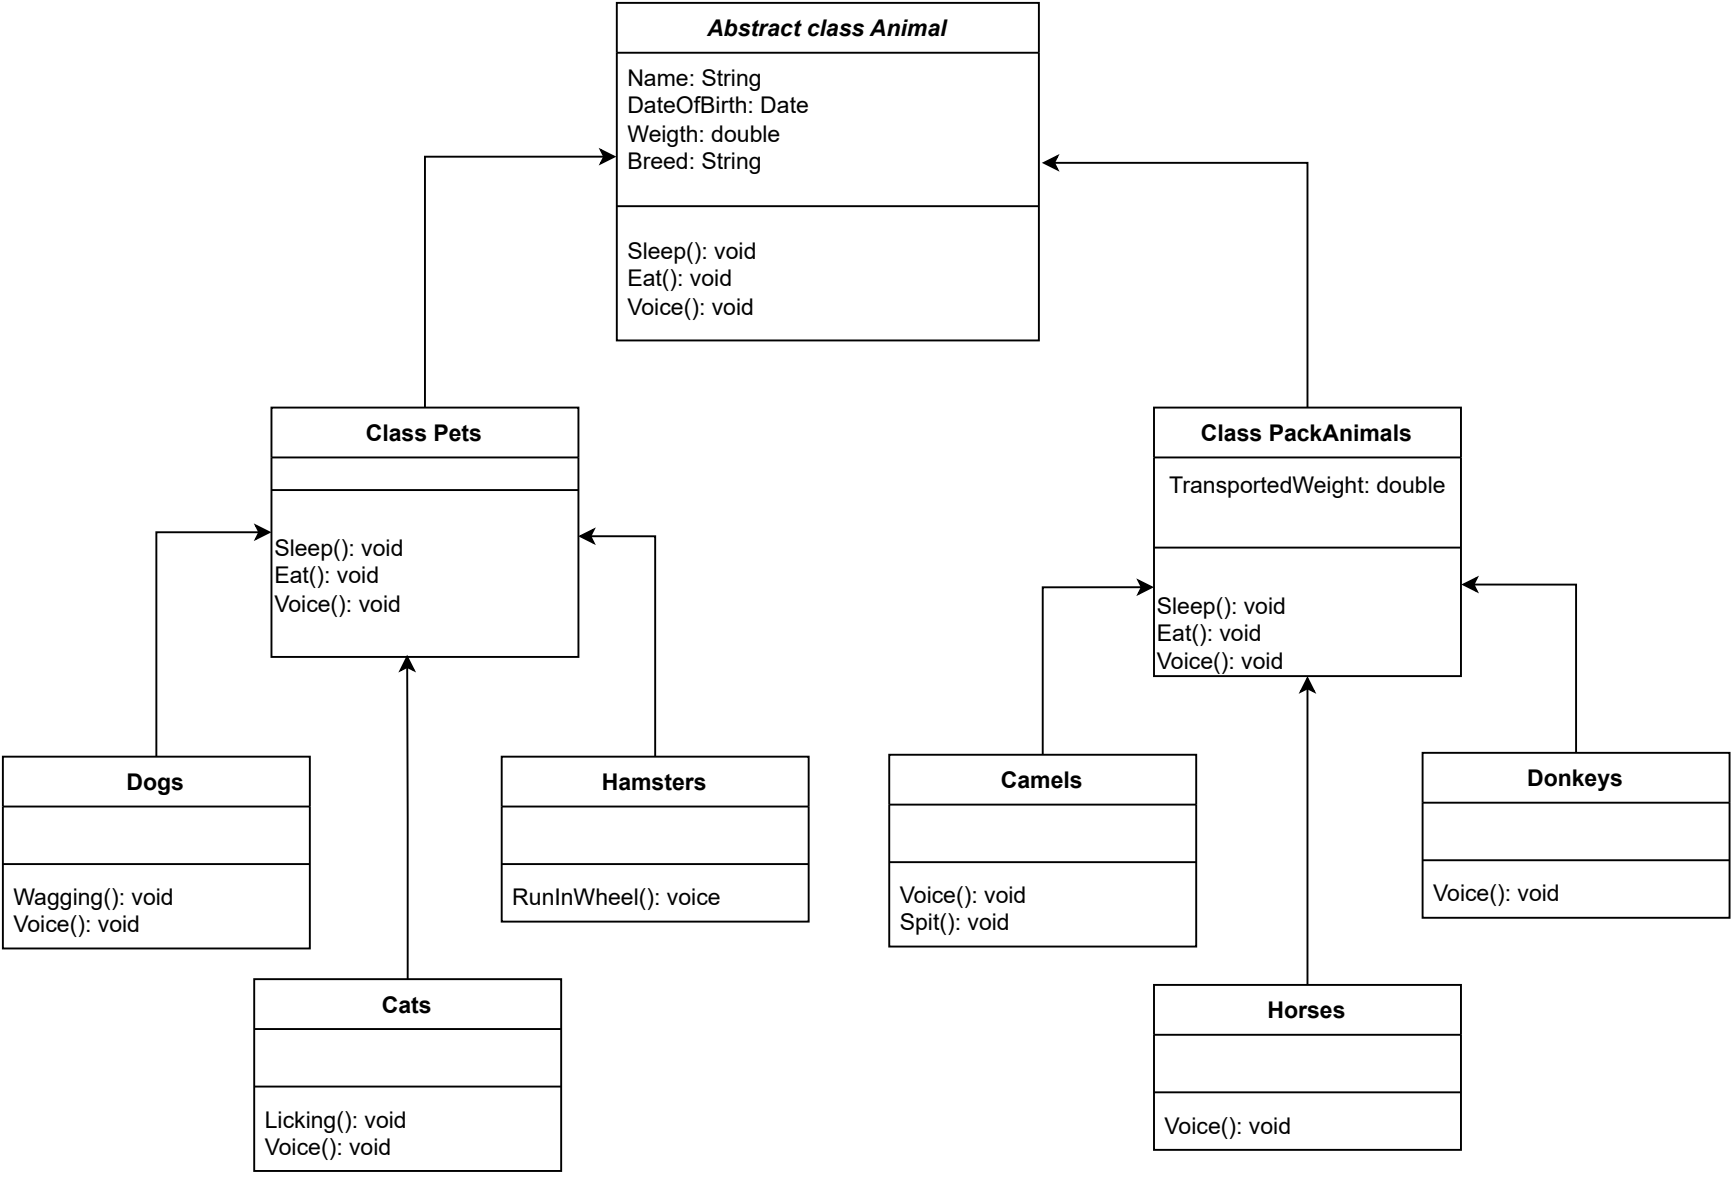 Abstract class Animal
Name: String
DateOfBirth: Date
Weigth: double
Breed: String
Sleep(): void
Eat(): void
Voice(): void
Class Pets
Sleep(): void
Eat(): void
Voice(): void
Class PackAnimals
TransportedWeight: double
Sleep(): void
Eat(): void
Voice(): void
Dogs
Wagging(): void
Voice(): void
Hamsters
RunInWheel(): voice
Camels
Voice(): void
Spit(): void
Donkeys
Voice(): void
Cats
Licking(): void
Voice(): void
Horses
Voice(): void